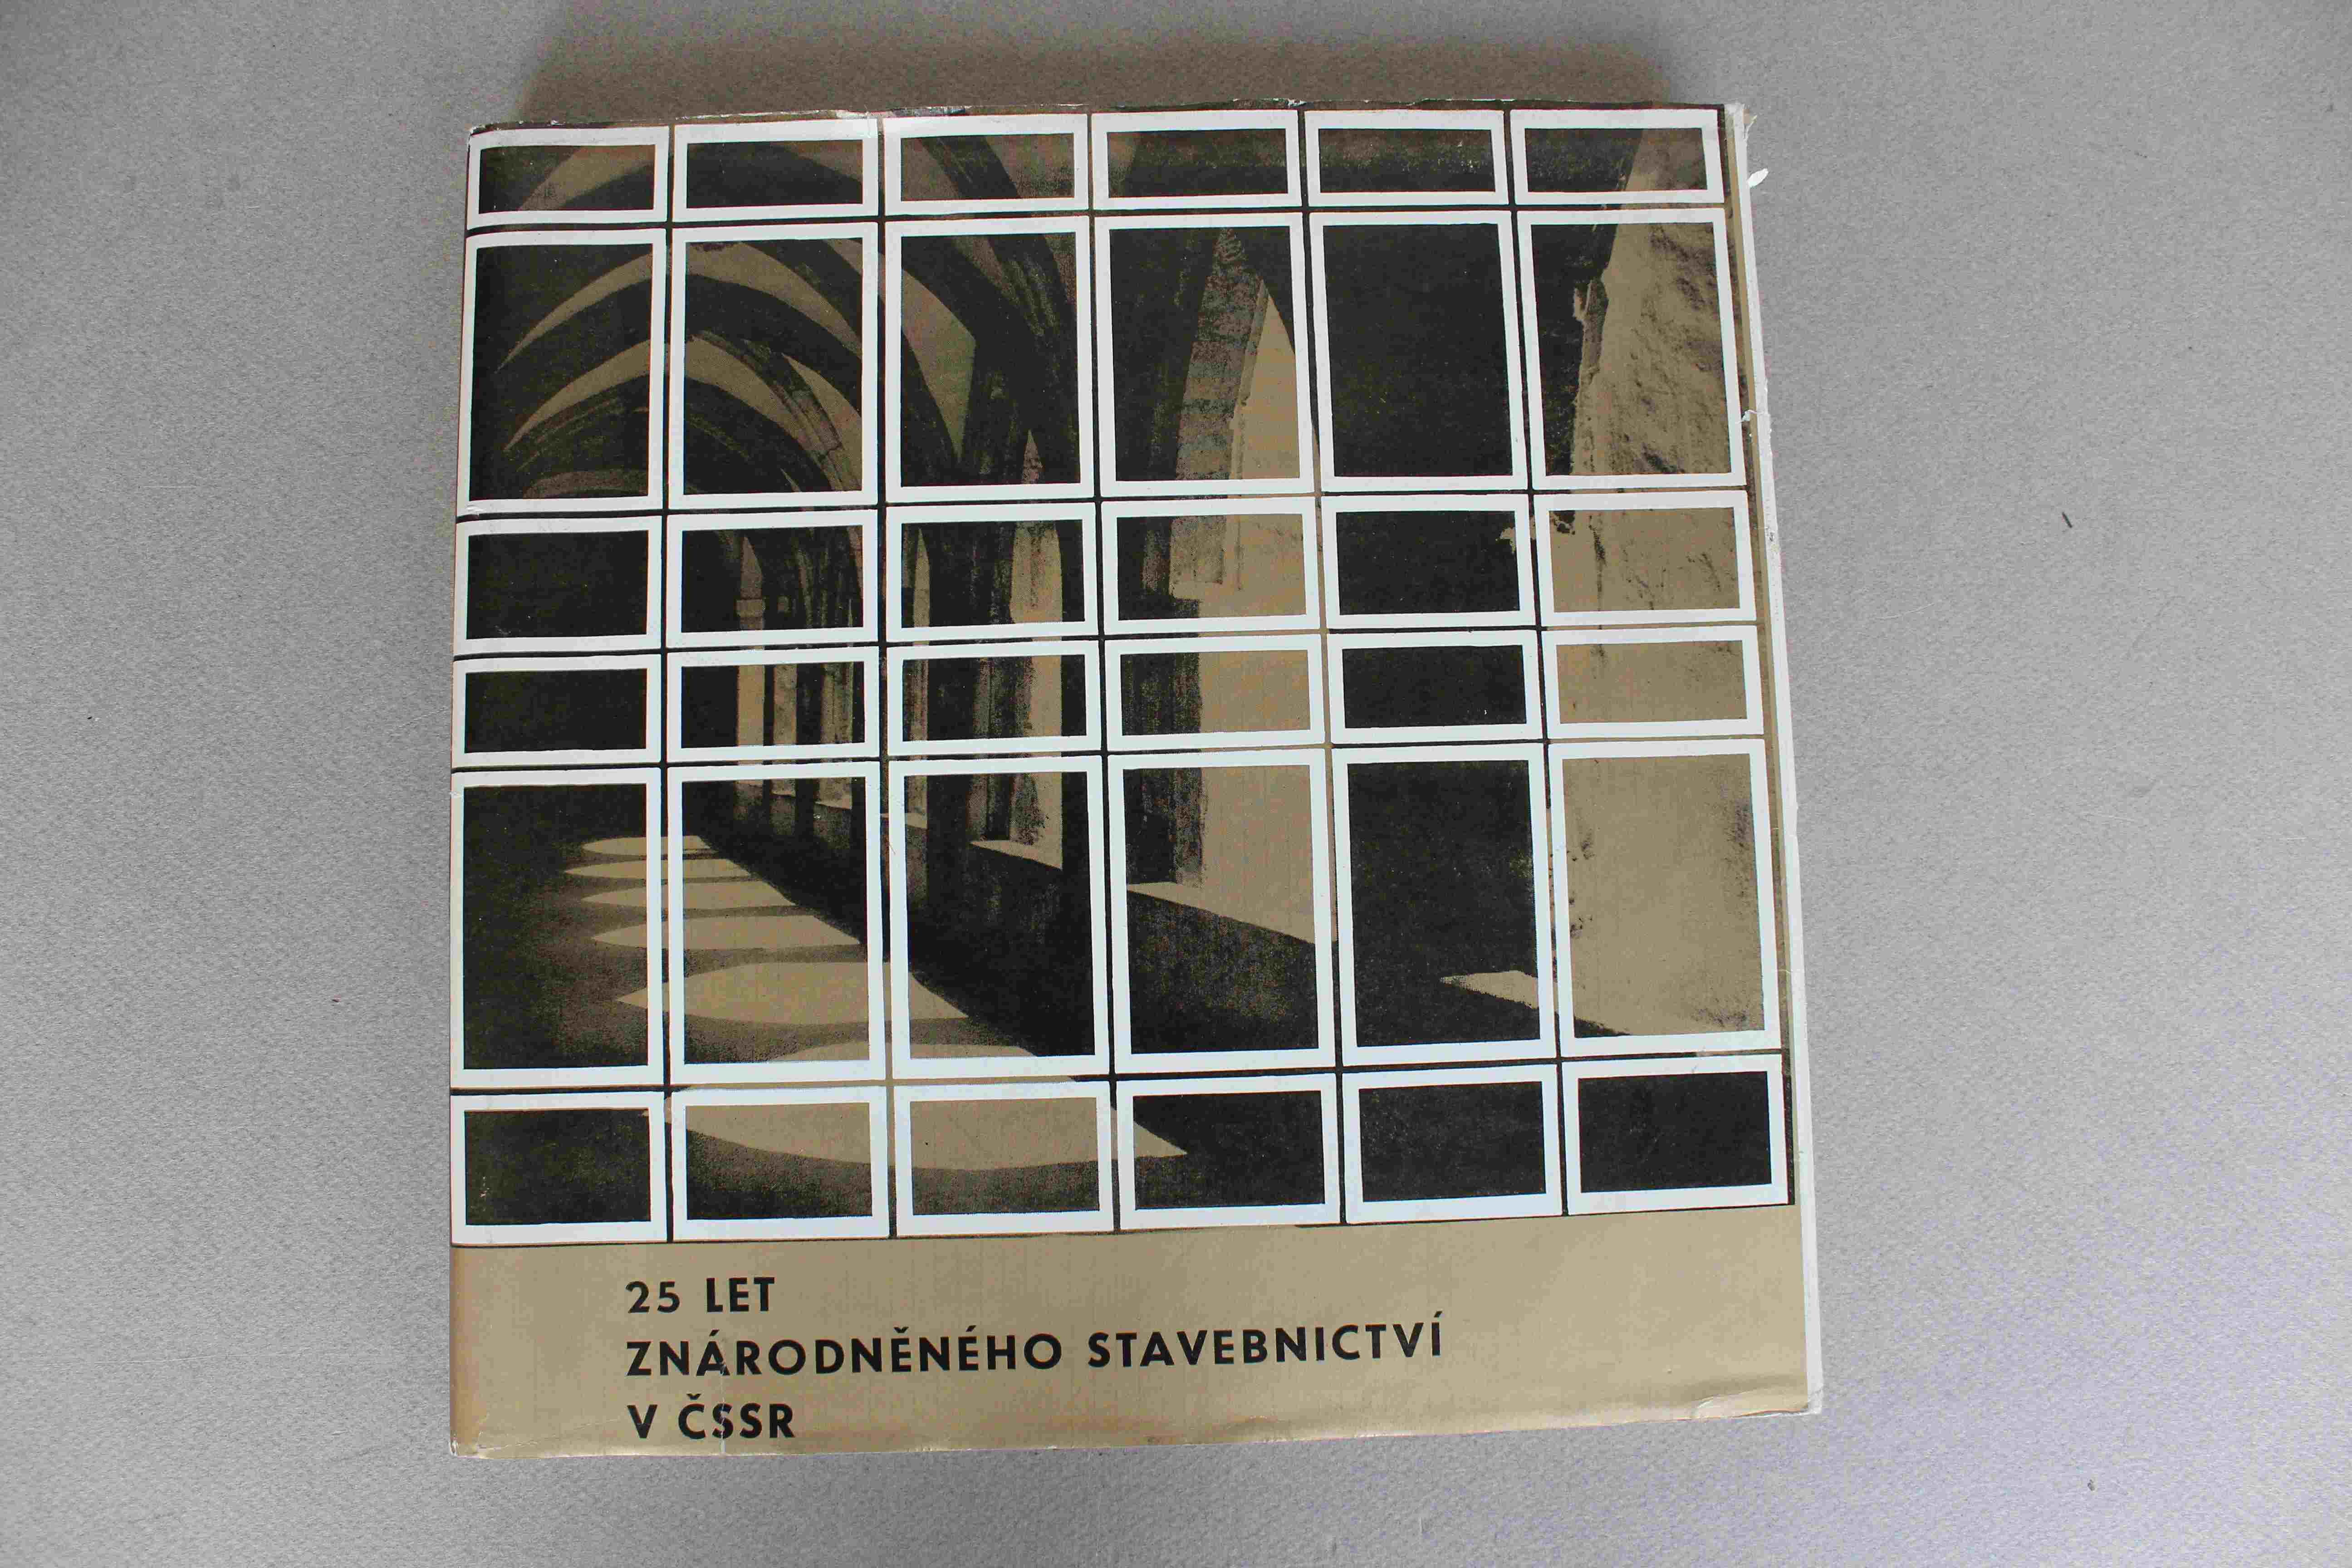 25 LET
ZNÁRODNĚNÉHO STAVEBNICTVÍ
V ČSSR